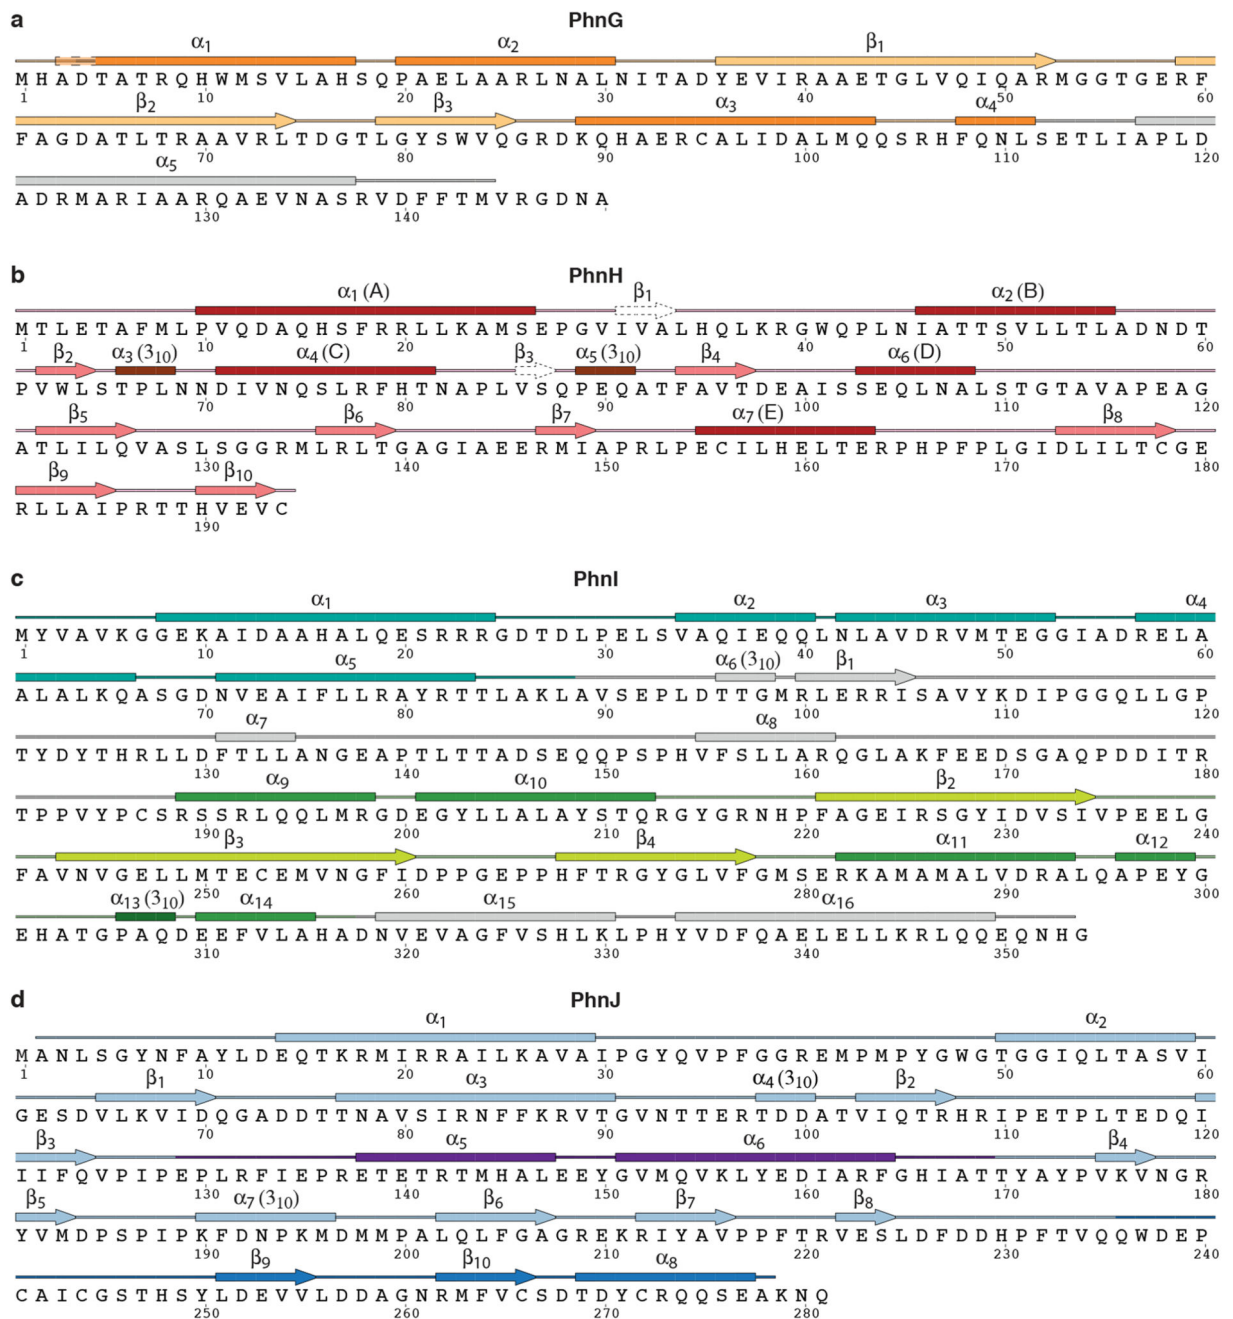 a PhnG
α1 α2 β1
M H A D T A T R Q H W M S V L A H S Q P A E L A A R L N A L N I T A D Y E V I R A A E T G L V Q I Q A R M G G T G E R F
1 10 20 30 40 50 60
β2 β3 α3 α4
F A G D A T L T R A A V R L T D G T L G Y S W V Q G R D K Q H A E R C A L I D A L M Q Q S R H F Q N L S E T L I A P L D
70 80 90 100 110 120
α5
A D R M A R I A A R Q A E V N A S R V D F F T M V R G D N A
130 140
b PhnH
α1 (A) β1 α2 (B)
M T L E T A F M L P V Q D A Q H S F R R L L K A M S E P G V I V A L H Q L K R G W Q P L N I A T T S V L L T L A D N D T
1 10 20 30 40 50 60
β2 α3 (310) α4 (C) β3 α5 (310) β4 α6 (D)
P V W L S T P L N N D I V N Q S L R F H T N A P L V S Q P E Q A T F A V T D E A I S S E Q L N A L S T G T A V A P E A G
70 80 90 100 110 120
β5 β6 β7 α7 (E) β8
A T L I L Q V A S L S G G R M L R L T G A G I A E E R M I A P R L P E C I L H E L T E R P H P F P L G I D L I L T C G E
130 140 150 160 170 180
β9 β10
R L L A I P R T T H V E V C
190
c PhnI
α1 α2 α3 α4
M Y V A V K G G E K A I D A A H A L Q E S R R R G D T D L P E L S V A Q I E Q Q L N L A V D R V M T E G G I A D R E L A
1 10 20 30 40 50 60
α5 α6 (310) β1
A L A L K Q A S G D N V E A I F L L R A Y R T T L A K L A V S E P L D T T G M R L E R R I S A V Y K D I P G G Q L L G P
70 80 90 100 110 120
α7 α8
T Y D Y T H R L L D F T L L A N G E A P T L T T A D S E Q Q P S P H V F S L L A R Q G L A K F E E D S G A Q P D D I T R
130 140 150 160 170 180
α9 α10 β2
T P P V Y P C S R S S R L Q Q L M R G D E G Y L L A L A Y S T Q R G Y G R N H P F A G E I R S G Y I D V S I V P E E L G
190 200 210 220 230 240
β3 β4 α11 α12
F A V N V G E L L M T E C E M V N G F I D P P G E P P H F T R G Y G L V F G M S E R K A M A M A L V D R A L Q A P E Y G
250 260 270 280 290 300
α13 (310) α14 α15 α16
E H A T G P A Q D E E F V L A H A D N V E V A G F V S H L K L P H Y V D F Q A E L E L L K R L Q Q E Q N H G
310 320 330 340 350
d PhnJ
α1 α2
M A N L S G Y N F A Y L D E Q T K R M I R R A I L K A V A I P G Y Q V P F G G R E M P M P Y G W G T G G I Q L T A S V I
1 10 20 30 40 50 60
β1 α3 α4 (310) β2
G E S D V L K V I D Q G A D D T T N A V S I R N F F K R V T G V N T T E R T D D A T V I Q T R H R I P E T P L T E D Q I
70 80 90 100 110 120
β3 α5 α6 β4
I I F Q V P I P E P L R F I E P R E T E T R T M H A L E E Y G V M Q V K L Y E D I A R F G H I A T T Y A Y P V K V N G R
130 140 150 160 170 180
β5 α7 (310) β6 β7 β8
Y V M D P S P I P K F D N P K M D M M P A L Q L F G A G R E K R I Y A V P P F T R V E S L D F D D H P F T V Q Q W D E P
190 200 210 220 230 240
β9 β10 α8
C A I C G S T H S Y L D E V V L D D A G N R M F V C S D T D Y C R Q Q S E A K N Q
250 260 270 280